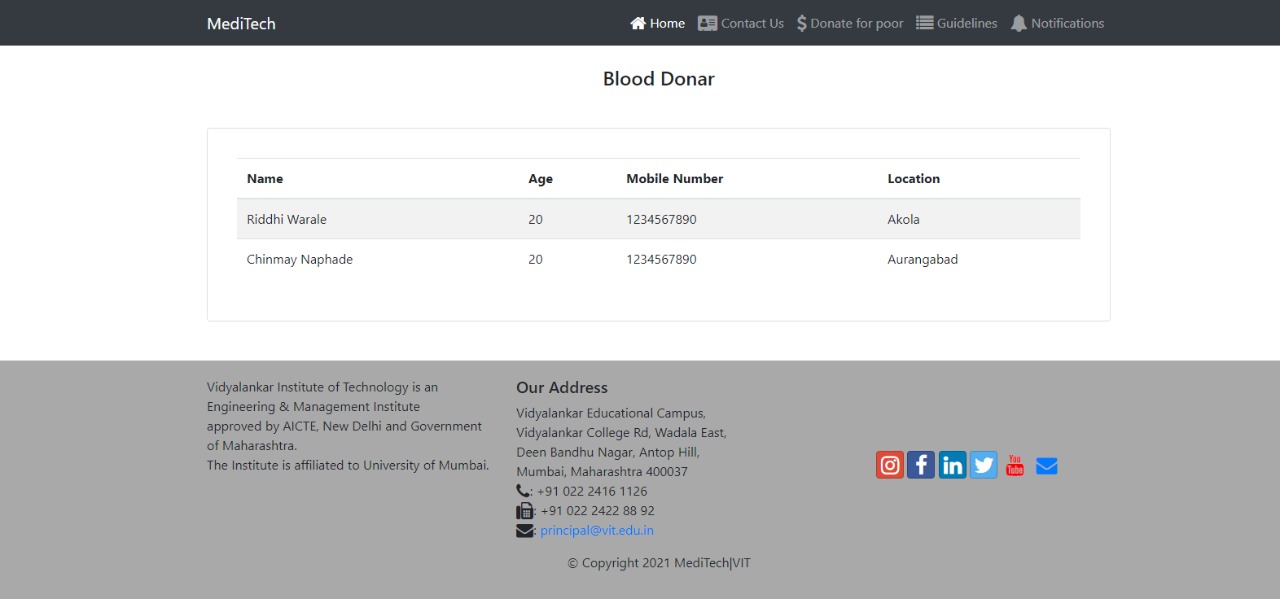 MediTech Home Contact Us Donate for poor Guidelines Notifications
Blood Donar
Name Age Mobile Number Location
Riddhi Warale 20 1234567890 Akola
Chinmay Naphade 20 1234567890 Aurangabad
Vidyalankar Institute of Technology is an
Engineering & Management Institute
approved by AICTE, New Delhi and Government
of Maharashtra.
The Institute is affiliated to University of Mumbai.
Our Address
Vidyalankar Educational Campus,
Vidyalankar College Rd, Wadala East,
Deen Bandhu Nagar, Antop Hill,
Mumbai, Maharashtra 400037
: +91 022 2416 1126
: +91 022 2422 88 92
: principal@vit.edu.in
You
Tube
© Copyright 2021 MediTech|VIT